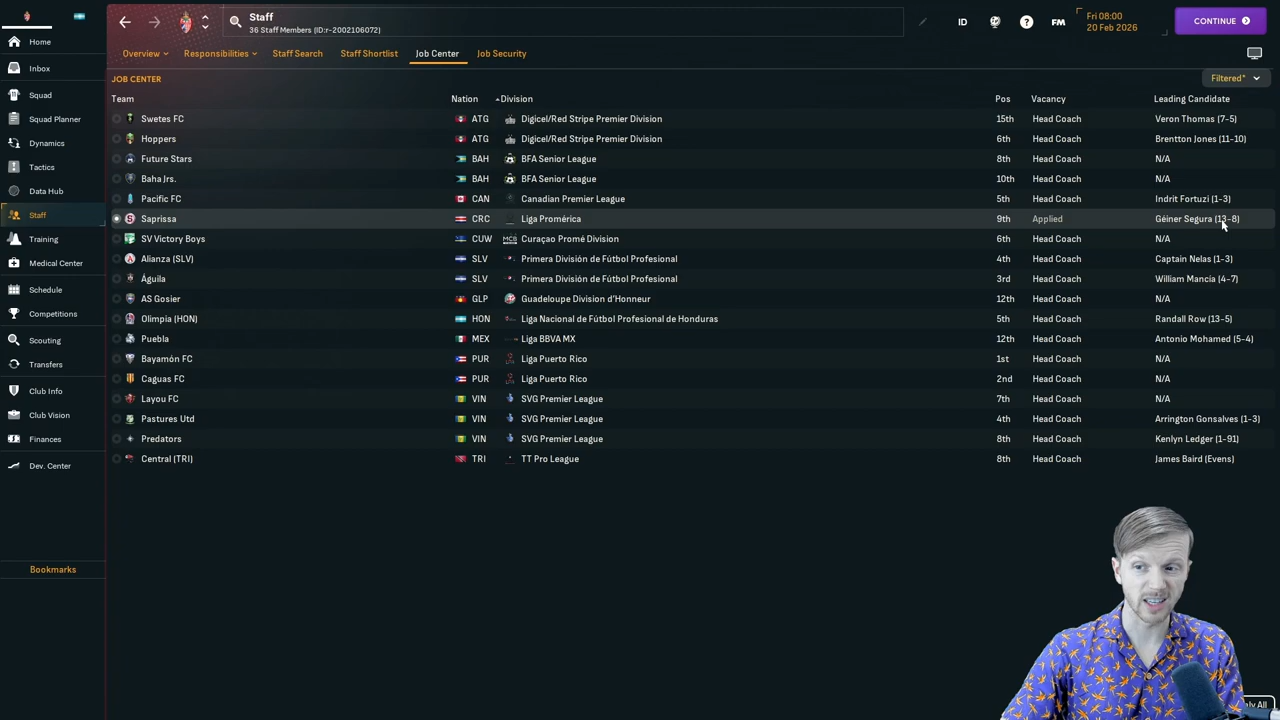 Staff
36 Staff Members (ID:r-2002106072)
ID
FM
Fri 08:00
20 Feb 2026
CONTINUE
Home
Inbox
Squad
Squad Planner
Dynamics
Tactics
Data Hub
Staff
Training
Medical Center
Schedule
Competitions
Scouting
Transfers
Club Info
Club Vision
Finances
Dev. Center
Bookmarks
Overview Responsibilities Staff Search Staff Shortlist Job Center Job Security
JOB CENTER
Filtered*
Team Nation Division Pos Vacancy Leading Candidate
Swetes FC ATG Digicel/Red Stripe Premier Division 15th Head Coach Veron Thomas (7-5)
Hoppers ATG Digicel/Red Stripe Premier Division 6th Head Coach Brentton Jones (11-10)
Future Stars BAH BFA Senior League 8th Head Coach N/A
Baha Jrs. BAH BFA Senior League 10th Head Coach N/A
Pacific FC CAN Canadian Premier League 5th Head Coach Indrit Fortuzi (1-3)
Saprissa CRC Liga Promérica 9th Applied Géiner Segura (13-8)
SV Victory Boys CUW MCB Curaçao Promé Division 6th Head Coach N/A
Alianza (SLV) SLV Primera División de Fútbol Profesional 4th Head Coach Captain Nelas (1-3)
Águila SLV Primera División de Fútbol Profesional 3rd Head Coach William Mancia (4-7)
AS Gosier GLP Guadeloupe Division d'Honneur 12th Head Coach N/A
Olimpia (HON) HON Liga Nacional de Fútbol Profesional de Honduras 5th Head Coach Randall Row (13-5)
Puebla MEX Liga BBVA MX 12th Head Coach Antonio Mohamed (5-4)
Bayamón FC PUR Liga Puerto Rico 1st Head Coach N/A
Caguas FC PUR Liga Puerto Rico 2nd Head Coach N/A
Layou FC VIN SVG Premier League 7th Head Coach N/A
Pastures Utd VIN SVG Premier League 4th Head Coach Arrington Gonsalves (1-3)
Predators VIN SVG Premier League 8th Head Coach Kenlyn Ledger (1-91)
Central (TRI) TRI TT Pro League 8th Head Coach James Baird (Evens)
All